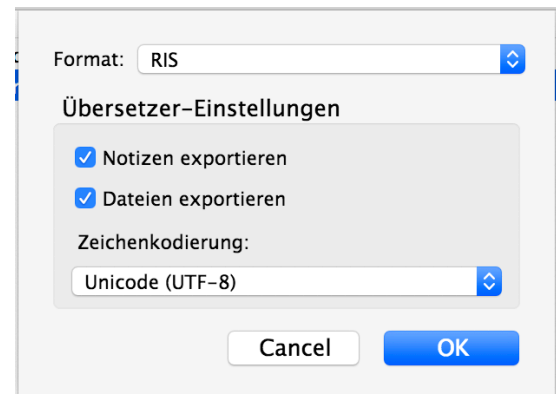 Format: RIS
Übersetzer-Einstellungen
Notizen exportieren
Dateien exportieren
Zeichenkodierung:
Unicode (UTF-8)
Cancel OK